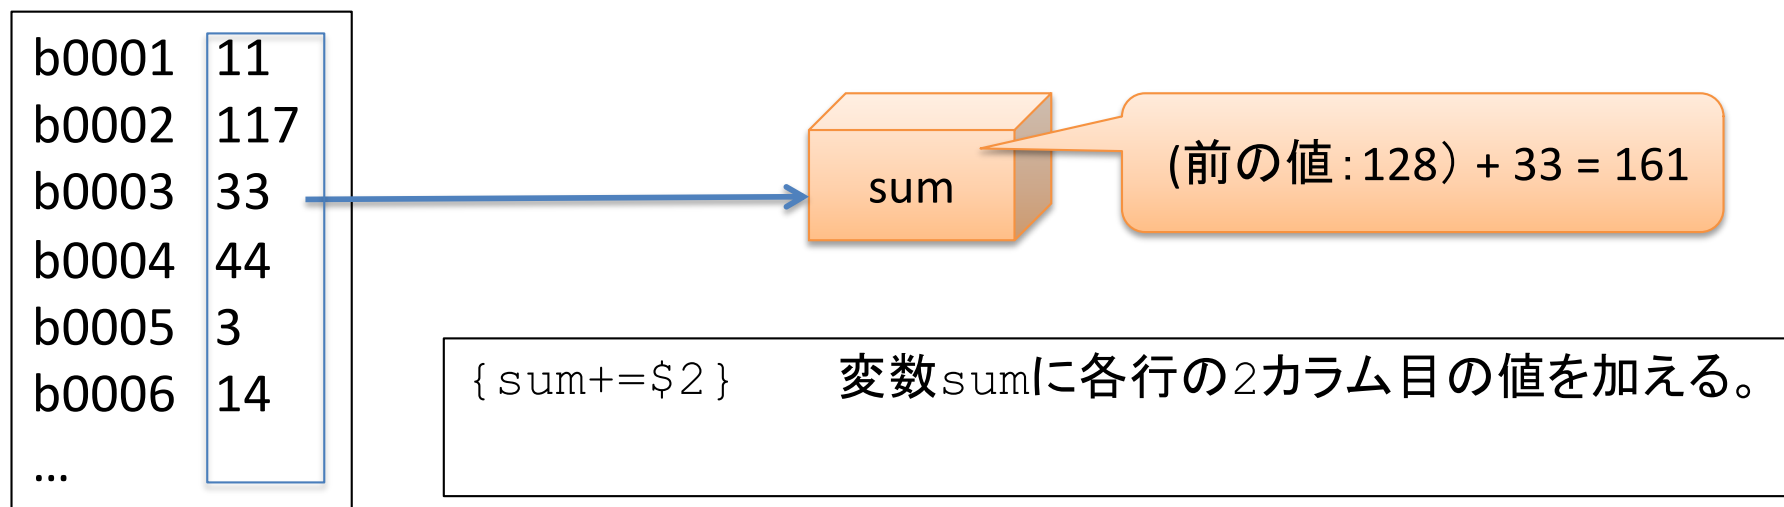 b0001 11
b0002 117
b0003 33
b0004 44
b0005 3
b0006 14
...
sum
(前の値:128) + 33 = 161
{sum+=$2} 変数sumに各行の2カラム目の値を加える。